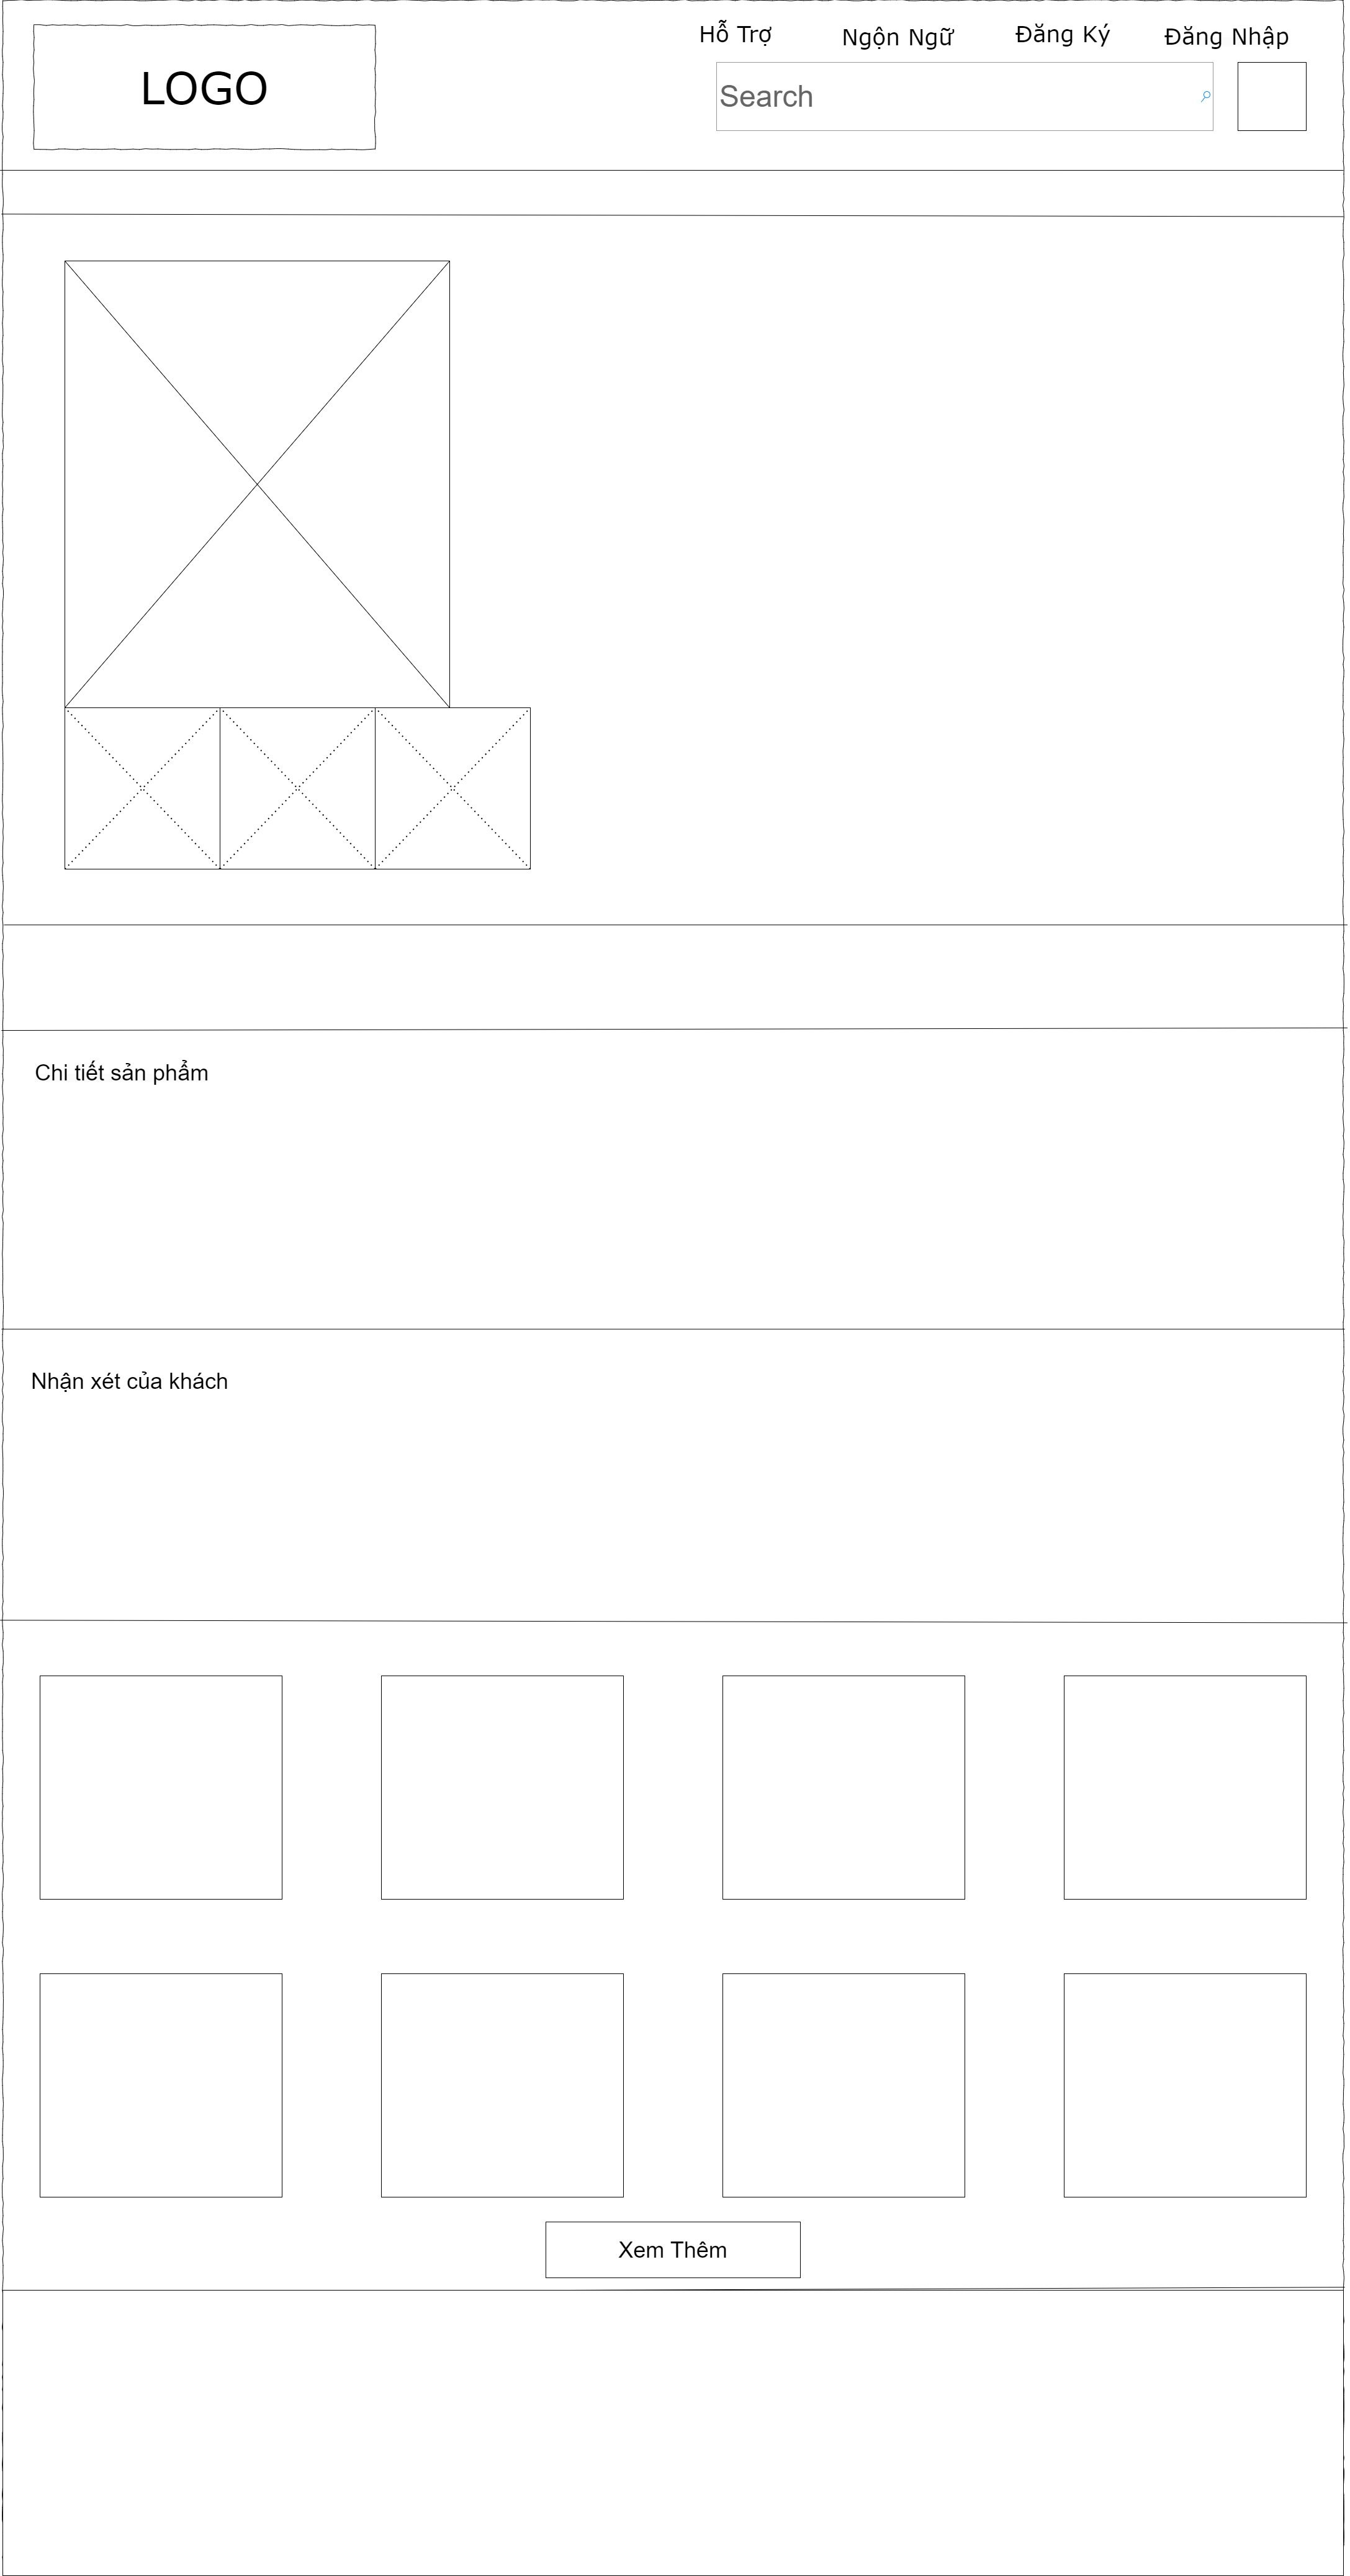 Hỗ Trợ
Ngộn Ngữ
Đăng Ký
Đăng Nhập
LOGO
Search
Chi tiết sản phẩm
Nhận xét của khách
Xem Thêm